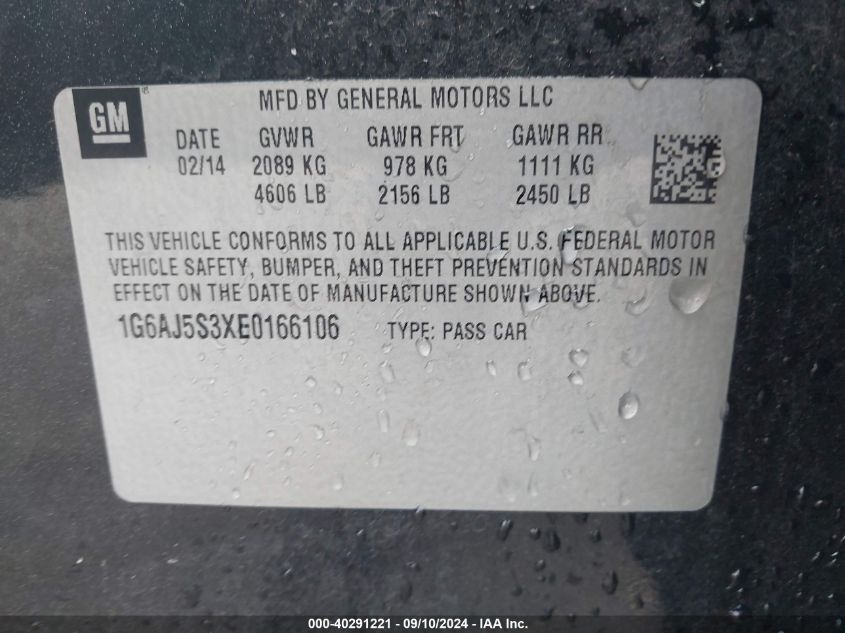 GM
MFD BY GENERAL MOTORS LLC
DATE GVWR GAWR FRT GAWR RR
02/14 2089 KG 978 KG 1111 KG
4606 LB 2156 LB 2450 LB
THIS VEHICLE CONFORMS TO ALL APPLICABLE U.S. FEDERAL MOTOR
VEHICLE SAFETY, BUMPER, AND THEFT PREVENTION STANDARDS IN
EFFECT ON THE DATE OF MANUFACTURE SHOWN ABOVE.
1G6AJ5S3XE0166106 TYPE: PASS CAR
000-40291221 - 09/10/2024 - IAA Inc.